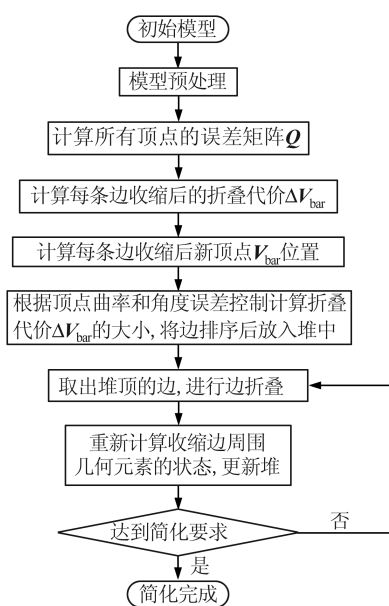 初始模型
模型预处理
计算所有顶点的误差矩阵Q
计算每条边收缩后的折叠代价ΔVbar
计算每条边收缩后新顶点Vbar位置
根据顶点曲率和角度误差控制计算折叠
代价ΔVbar的大小,将边排序后放入堆中
取出堆顶的边,进行边折叠
重新计算收缩边周围
几何元素的状态,更新堆
达到简化要求
否
是
简化完成